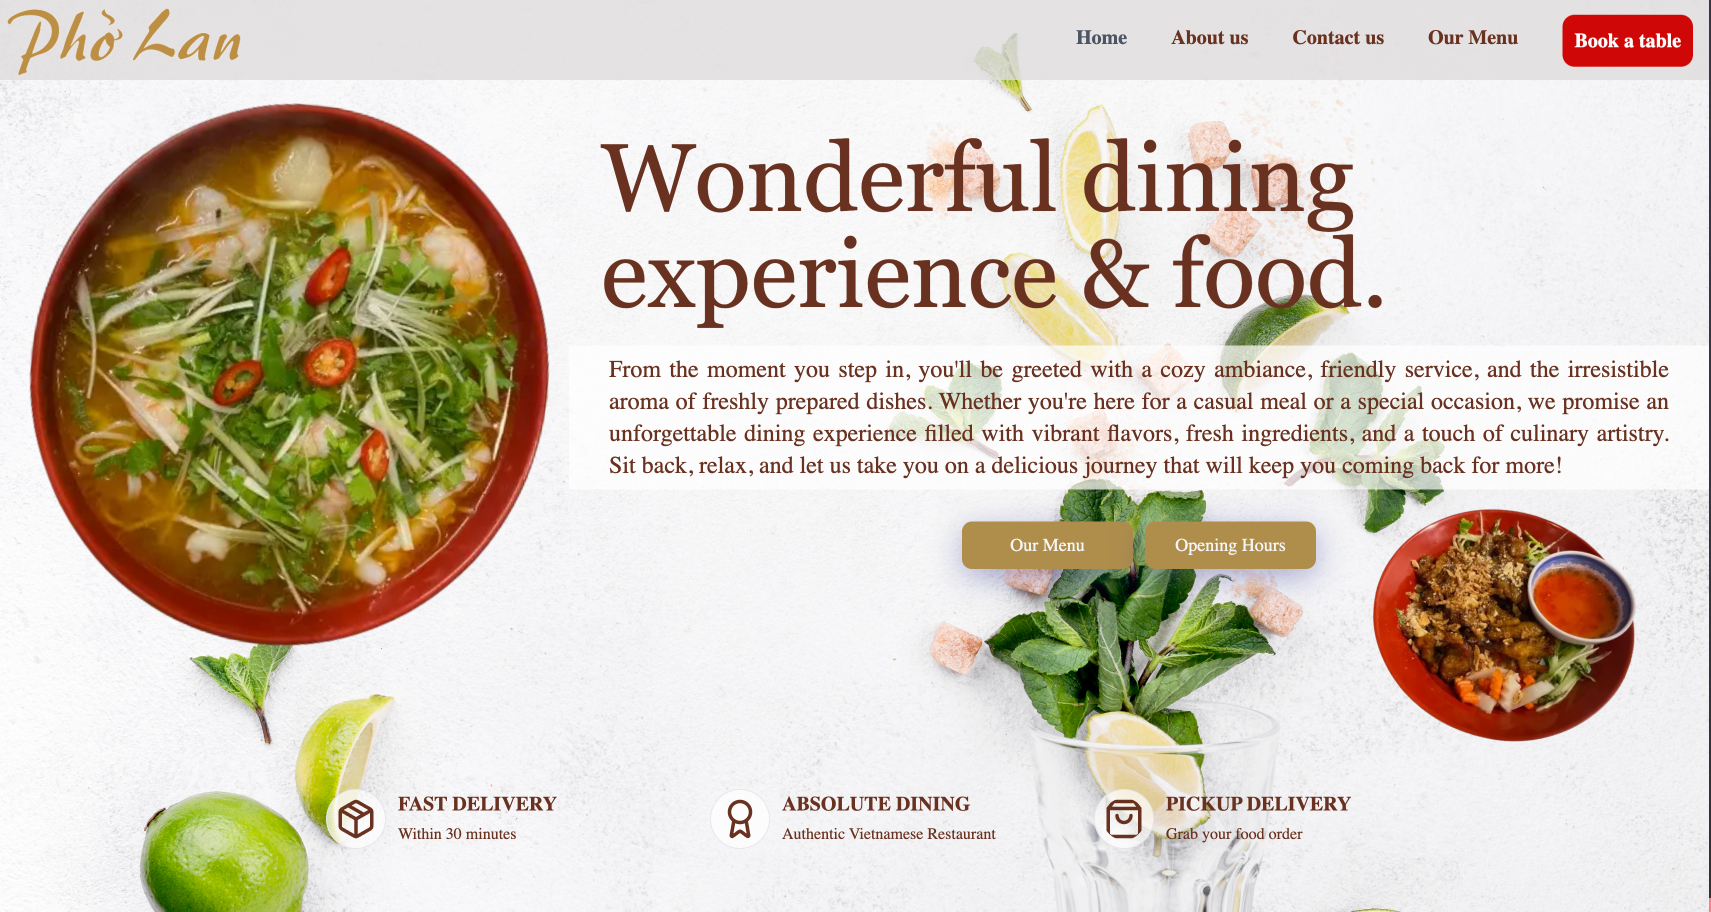 Phở Lan
Home
About us
Contact us
Our Menu
Book a table
Wonderful dining
experience & food.
From the moment you step in, you'll be greeted with a cozy ambiance, friendly service, and the irresistible
aroma of freshly prepared dishes. Whether you're here for a casual meal or a special occasion, we promise an
unforgettable dining experience filled with vibrant flavors, fresh ingredients, and a touch of culinary artistry.
Sit back, relax, and let us take you on a delicious journey that will keep you coming back for more!
Our Menu
Opening Hours
FAST DELIVERY
Within 30 minutes
ABSOLUTE DINING
Authentic Vietnamese Restaurant
PICKUP DELIVERY
Grab your food order